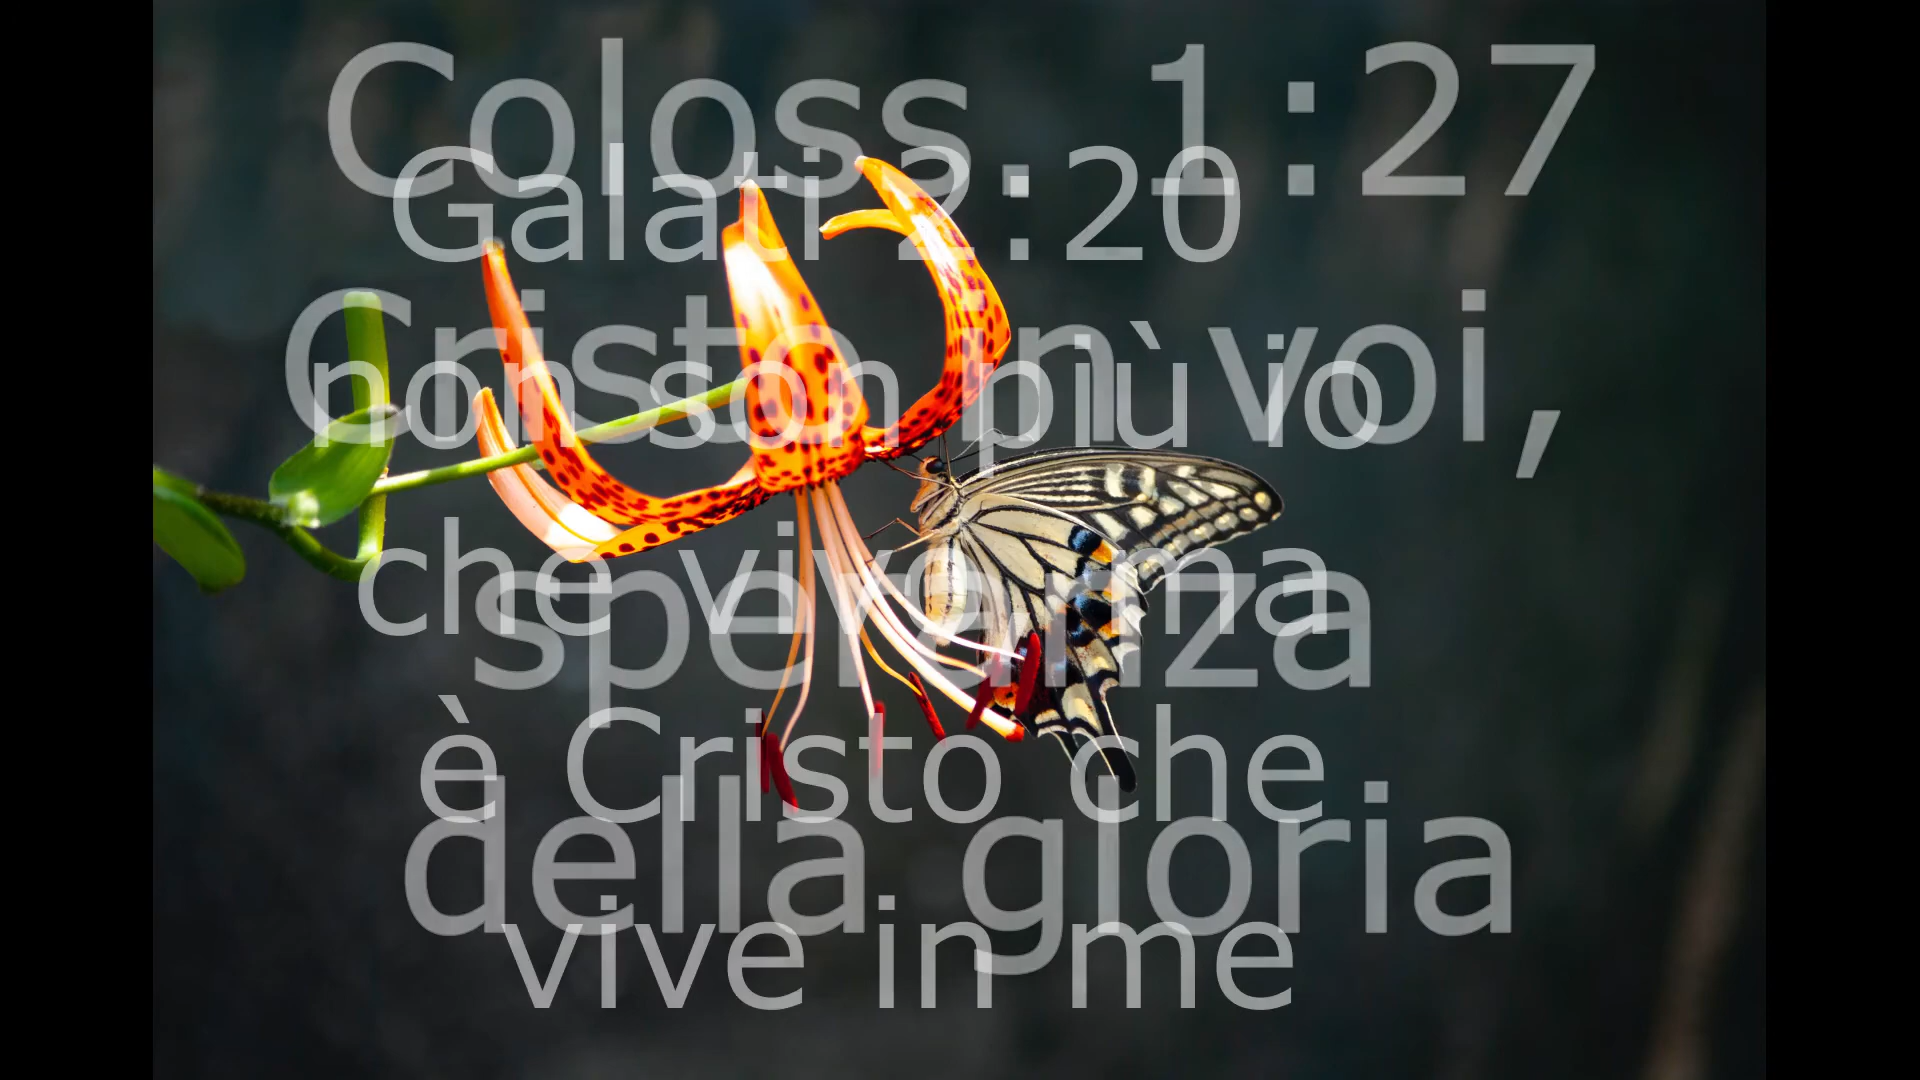 Coloss 1:27
Cristo in voi,
speranza
della gloria
Galati 2:20
non son più io
che vivo, ma
è Cristo che
vive in me